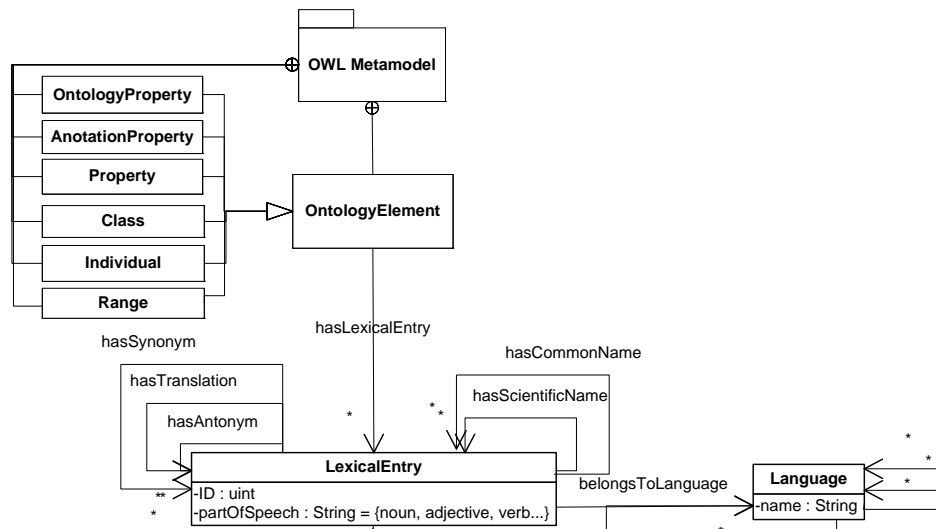 OWL Metamodel
OntologyProperty
AnotationProperty
Property
Class
Individual
Range
OntologyElement
hasLexicalEntry
hasSynonym
hasTranslation
hasAntonym
hasCommonName
hasScientificName
*
*
*
LexicalEntry
-ID : uint
-partOfSpeech : String = {noun, adjective, verb...}
**
*
belongsToLanguage
Language
-name : String
*
*
*
*